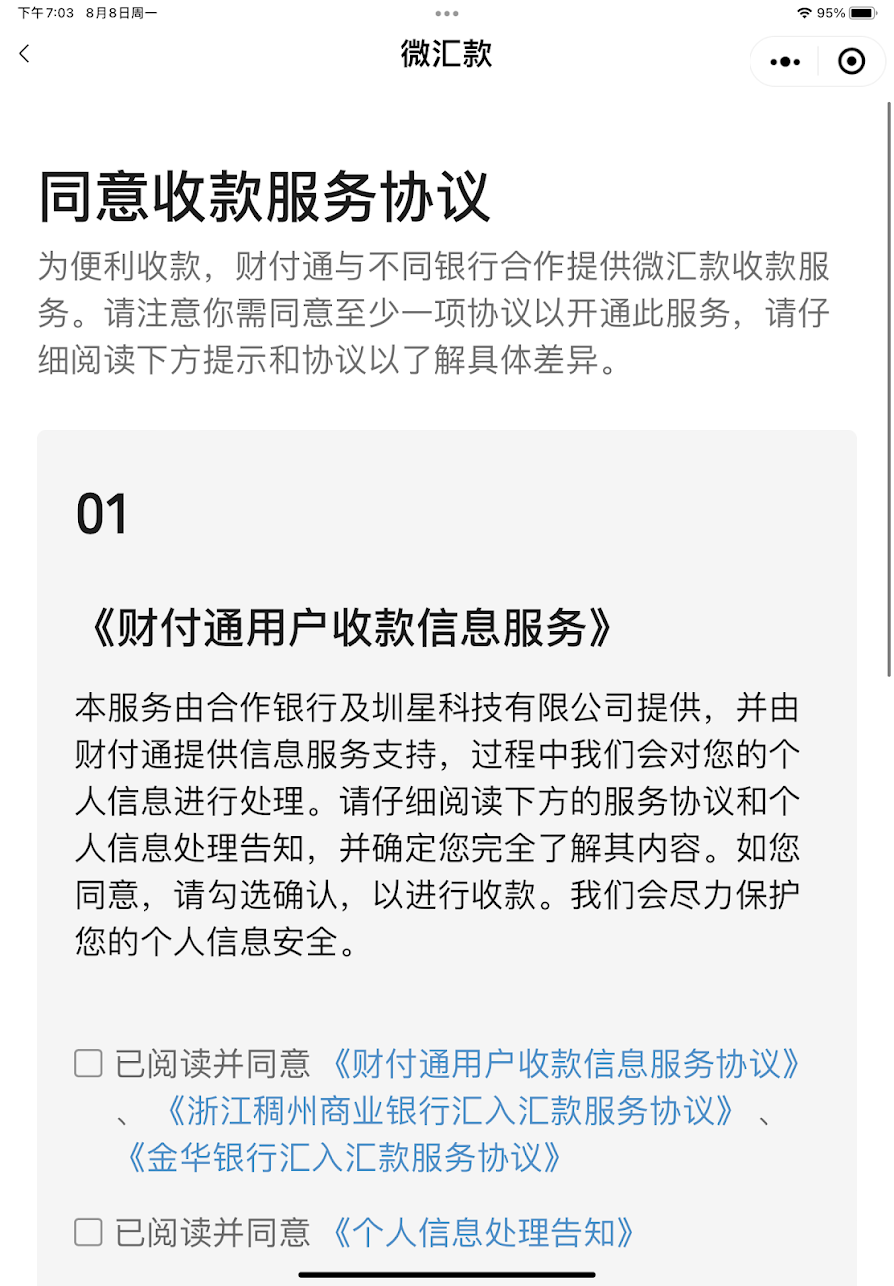 下午7:03 8月8日周一
95%
微汇款
同意收款服务协议
为便利收款，财付通与不同银行合作提供微汇款收款服
务。请注意你需同意至少一项协议以开通此服务，请仔
细阅读下方提示和协议以了解具体差异。
01
《财付通用户收款信息服务》
本服务由合作银行及圳星科技有限公司提供，并由
财付通提供信息服务支持，过程中我们会对您的个
人信息进行处理。请仔细阅读下方的服务协议和个
人信息处理告知，并确定您完全了解其内容。如您
同意，请勾选确认，以进行收款。我们会尽力保护
您的个人信息安全。
已阅读并同意《财付通用户收款信息服务协议》
、《浙江稠州商业银行汇入汇款服务协议》、
《金华银行汇入汇款服务协议》
已阅读并同意《个人信息处理告知》